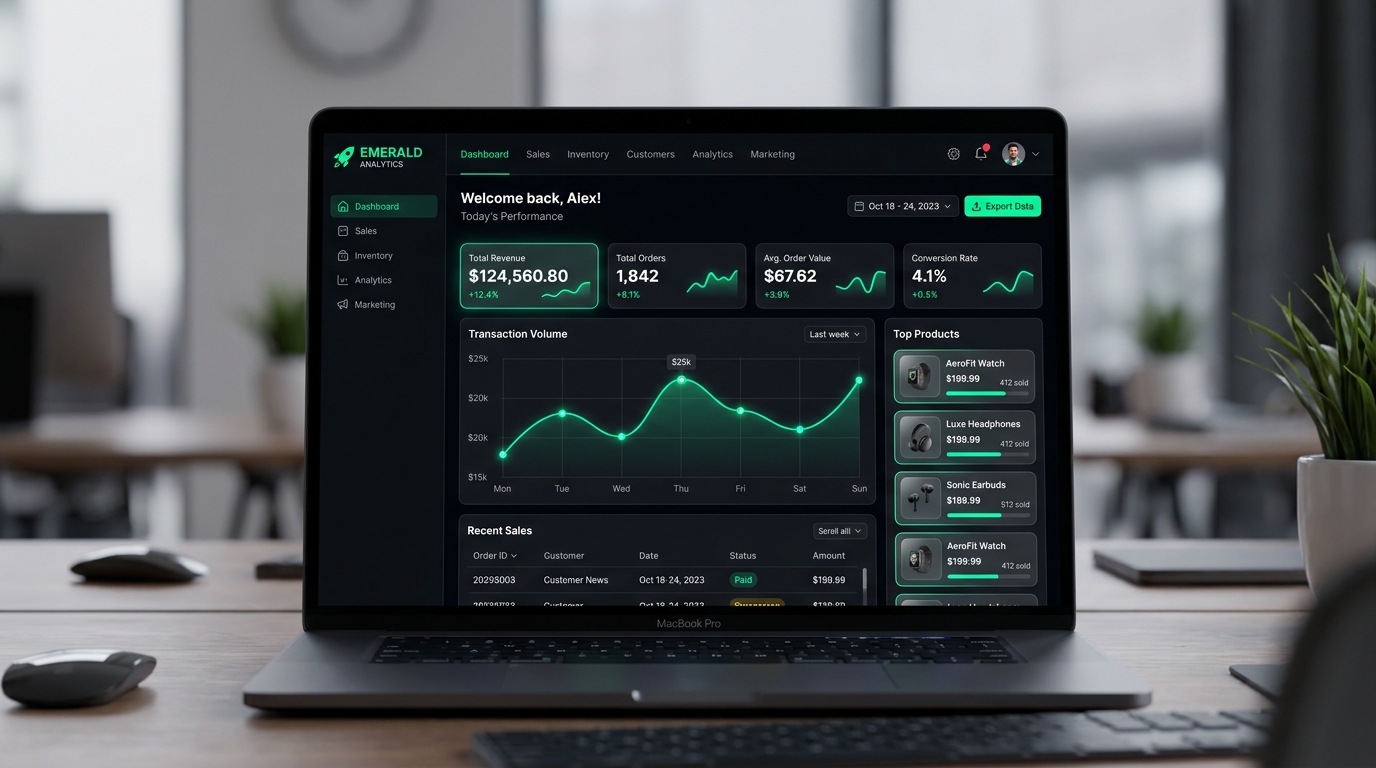 EMERALD
ANALYTICS
Dashboard
Sales
Inventory
Customers
Analytics
Marketing
Dashboard
Sales
Inventory
Analytics
Marketing
Welcome back, Alex!
Today's Performance
Oct 18 - 24, 2023
Export Dsta
Total Revenue
$124,560.80
+12.4%
Total Orders
1,842
+8.1%
Avg. Order Value
$67.62
+3.9%
Conversion Rate
4.1%
+0.5%
Transaction Volume
Last week
$25k
$20k
$20k
$15k
$25k
Mon Tue Wed Thu Fri Sat Sun
Top Products
AeroFit Watch
$199.99
412 sold
Luxe Headphones
$199.99
412 sold
Sonic Earbuds
$189.99
512 sold
AeroFit Watch
$199.99
412 sold
Recent Sales
Serell alll
Order ID Customer Date Status Amount
Customer News Oct 18-24, 2023 Paid $199.99
MacBook Pro